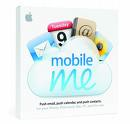 Tuesday
9
mobile
me
Push email, push calendar, and push contacts.